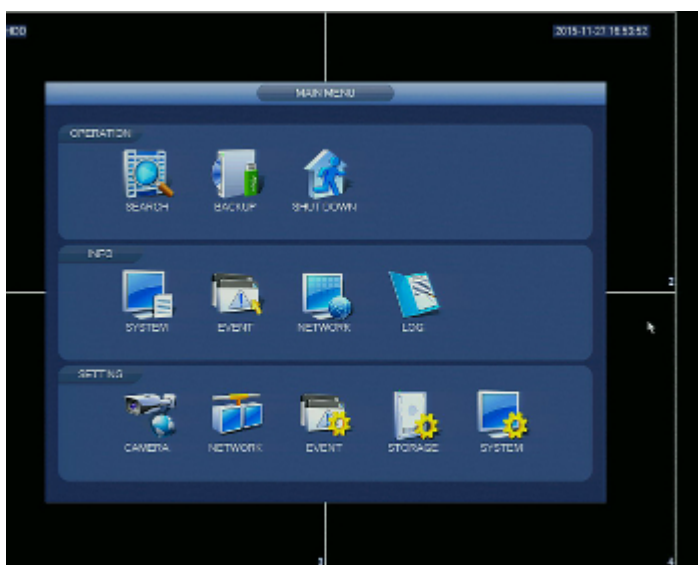 HDD
2015-11-27 16:53:52
MAIN MENU
OPERATION
SEARCH BACKUP SHUTDOWN
INFO
2
SYSTEM EVENT NETWORK LOG
SETTING
CAMERA NETWORK EVENT STORAGE SYSTEM
3 4